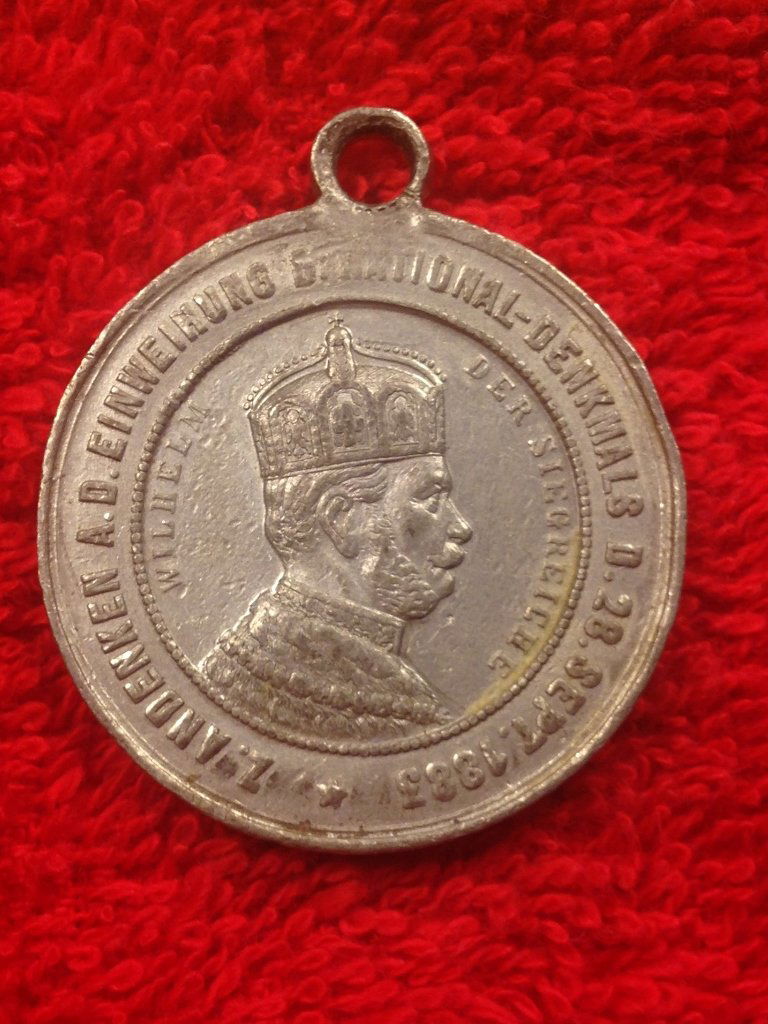 Z. ANDENKEN A.D. EINWEIHUNG D. NATIONAL-DENKMALS D. 28. SEPT. 1883
WILHELM DER SIEGREICHE